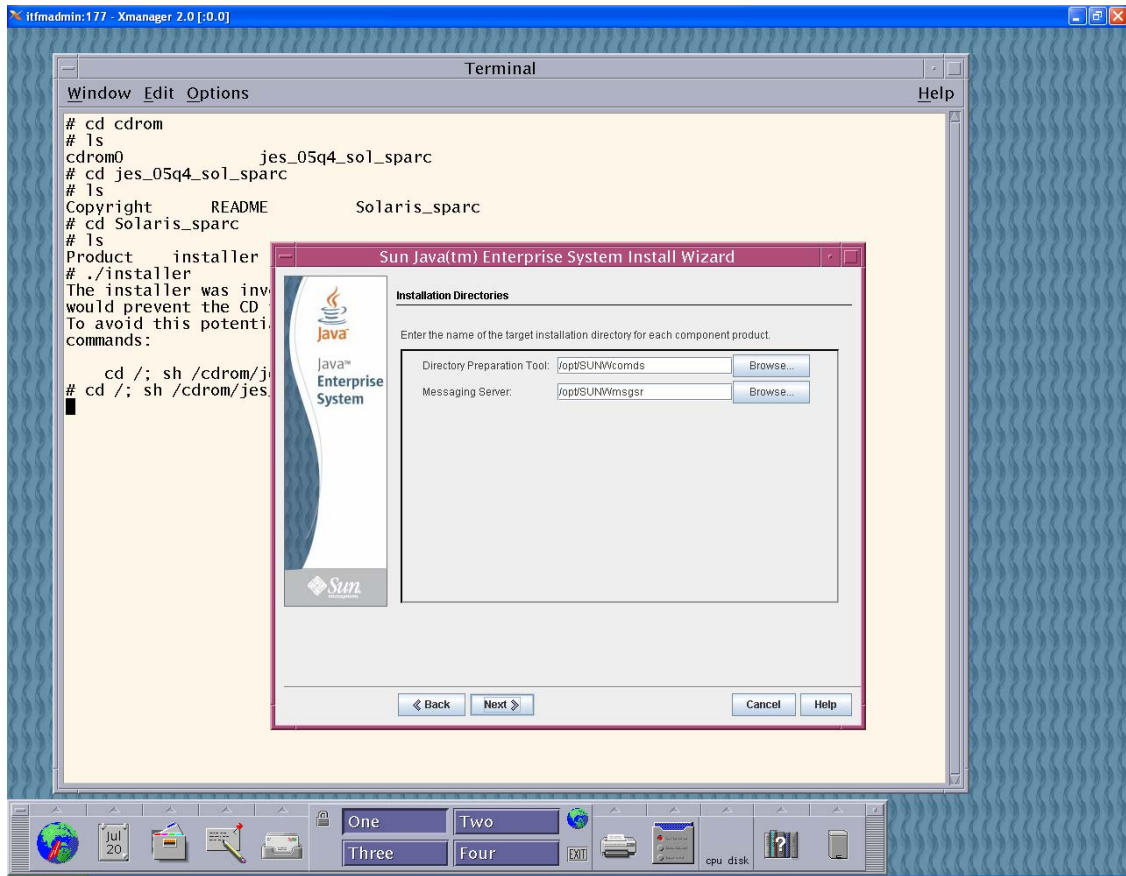 itfmadmin:177 - Xmanager 2.0 [:0.0]
Terminal
Window Edit Options Help
# cd cdrom
# ls
cdrom0 jes_05q4_sol_sparc
# cd jes_05q4_sol_sparc
# ls
Copyright README Solaris_sparc
# cd Solaris_sparc
# ls
Product installer
# ./installer
The installer was inv
would prevent the CD
To avoid this potenti
commands:
cd /; sh /cdrom/j
# cd /; sh /cdrom/jes
Sun Java(tm) Enterprise System Install Wizard
Java
Java™
Enterprise
System
Sun
Installation Directories
Enter the name of the target installation directory for each component product.
Directory Preparation Tool: /opt/SUNWcomds Browse...
Messaging Server: /opt/SUNWmsgsr Browse...
Back Next Cancel Help
Jul
20
One Two
Three Four
EXIT
cpu disk
?